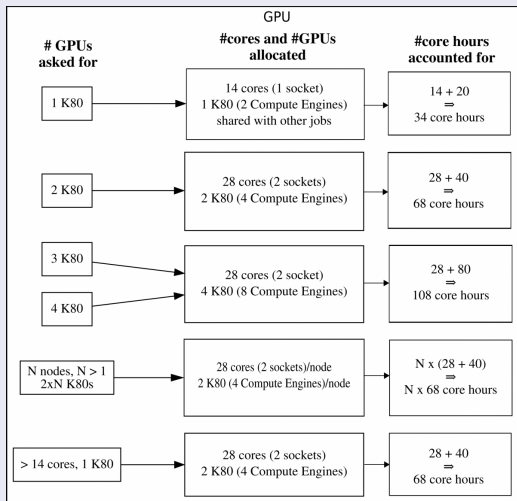 GPU
# GPUs
asked for
#cores and #GPUs
allocated
#core hours
accounted for
1 K80
14 cores (1 socket)
1 K80 (2 Compute Engines)
shared with other jobs
14 + 20
⇒
34 core hours
2 K80
28 cores (2 sockets)
2 K80 (4 Compute Engines)
28 + 40
⇒
68 core hours
3 K80
4 K80
28 cores (2 socket)
4 K80 (8 Compute Engines)
28 + 80
⇒
108 core hours
N nodes, N > 1
2xN K80s
28 cores (2 sockets)/node
2 K80 (4 Compute Engines)/node
N x (28 + 40)
⇒
N x 68 core hours
> 14 cores, 1 K80
28 cores (2 sockets)
2 K80 (4 Compute Engines)
28 + 40
⇒
68 core hours